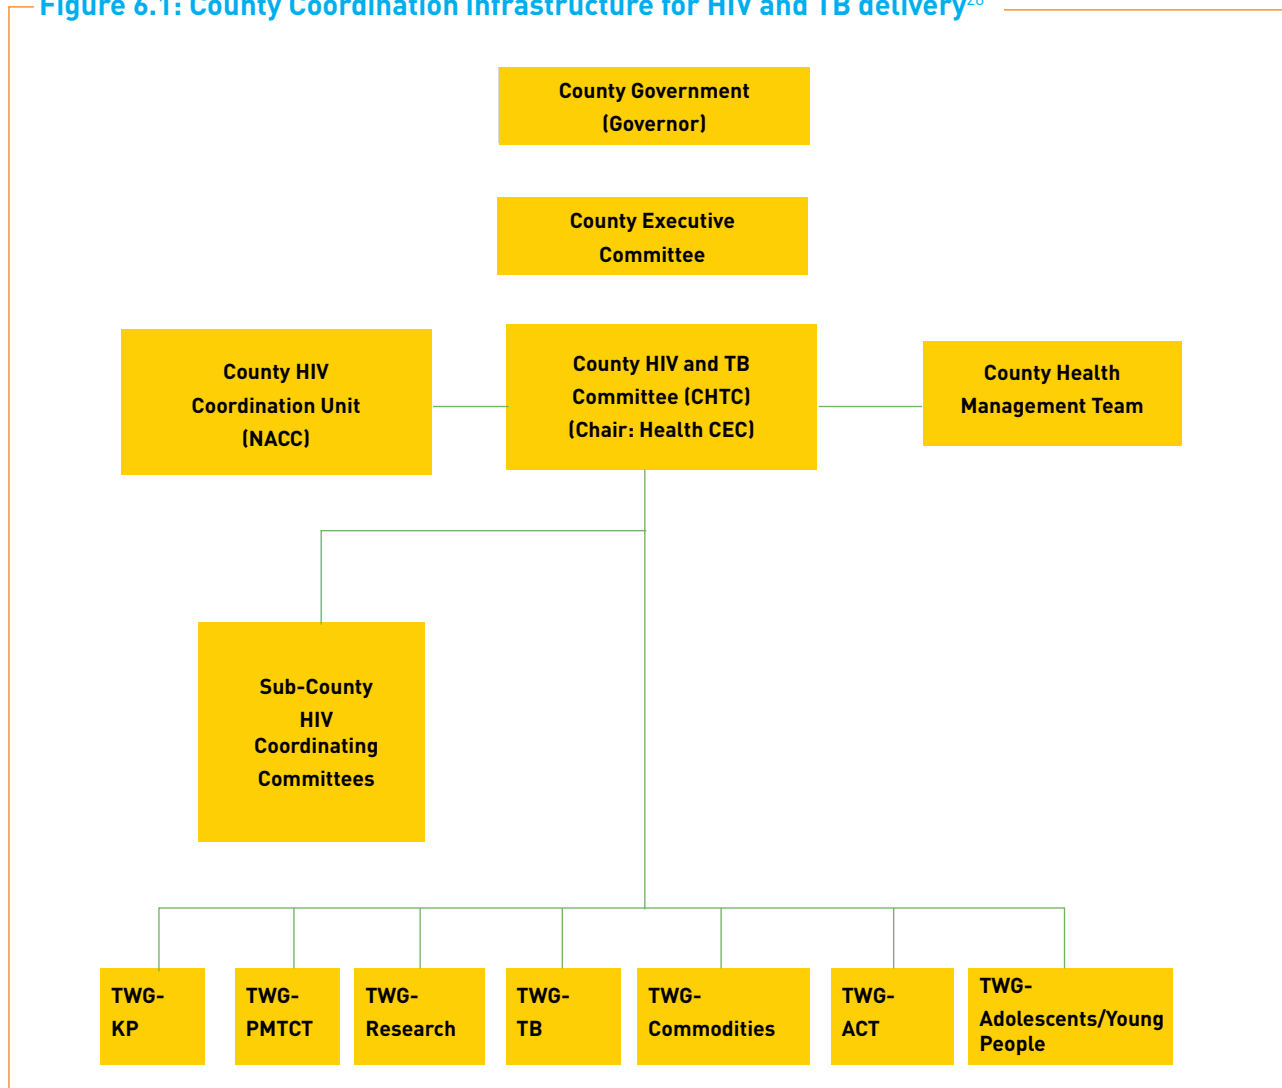 Figure 6.1: County Coordination infrastructure for HIV and TB delivery
County Government
(Governor)
County Executive
Committee
County HIV
Coordination Unit
(NACC)
County HIV and TB
Committee (CHTC)
(Chair: Health CEC)
County Health
Management Team
Sub-County
HIV
Coordinating
Committees
TWG-
KP
TWG-
PMTCT
TWG-
Research
TWG-
TB
TWG-
Commodities
TWG-
ACT
TWG-
Adolescents/Young
People